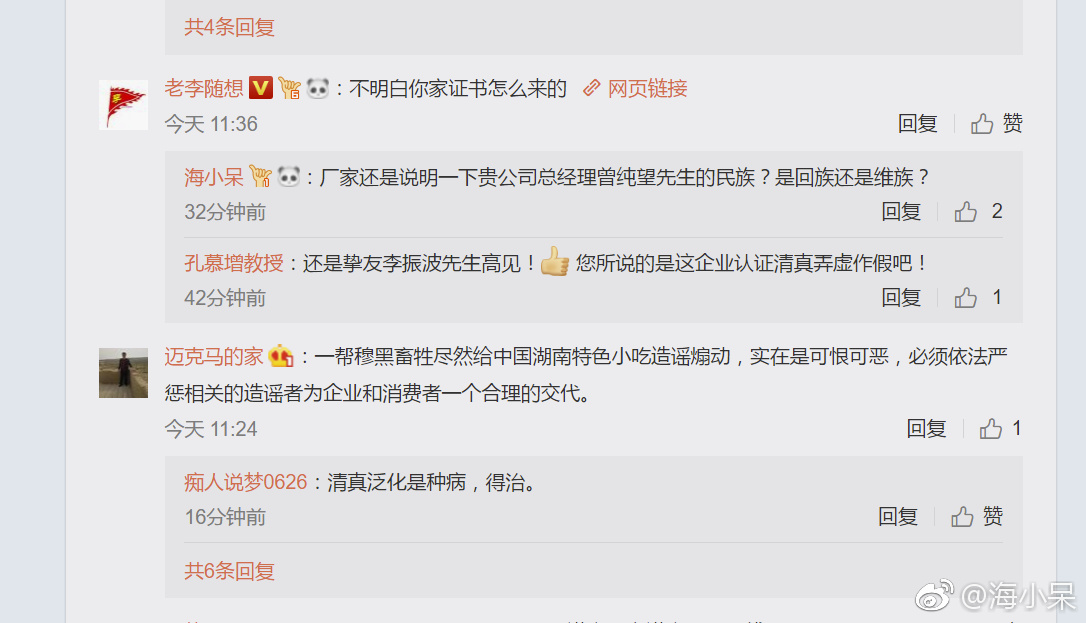 共4条回复
老李随想 V : 不明白你家证书怎么来的 网页链接
今天 11:36
回复 赞
海小呆 : 厂家还是说明一下贵公司总经理曾纯望先生的民族？是回族还是维族？
32分钟前
回复 2
孔慕增教授 : 还是挚友李振波先生高见！ 您所说的是这企业认证清真弄虚作假吧！
42分钟前
回复 1
迈克马的家 : 一帮穆黑畜牲尽然给中国湖南特色小吃造谣煽动，实在是可恨可恶，必须依法严
惩相关的造谣者为企业和消费者一个合理的交代。
今天 11:24
回复 1
痴人说梦0626 : 清真泛化是种病，得治。
16分钟前
回复 赞
共6条回复
@海小呆